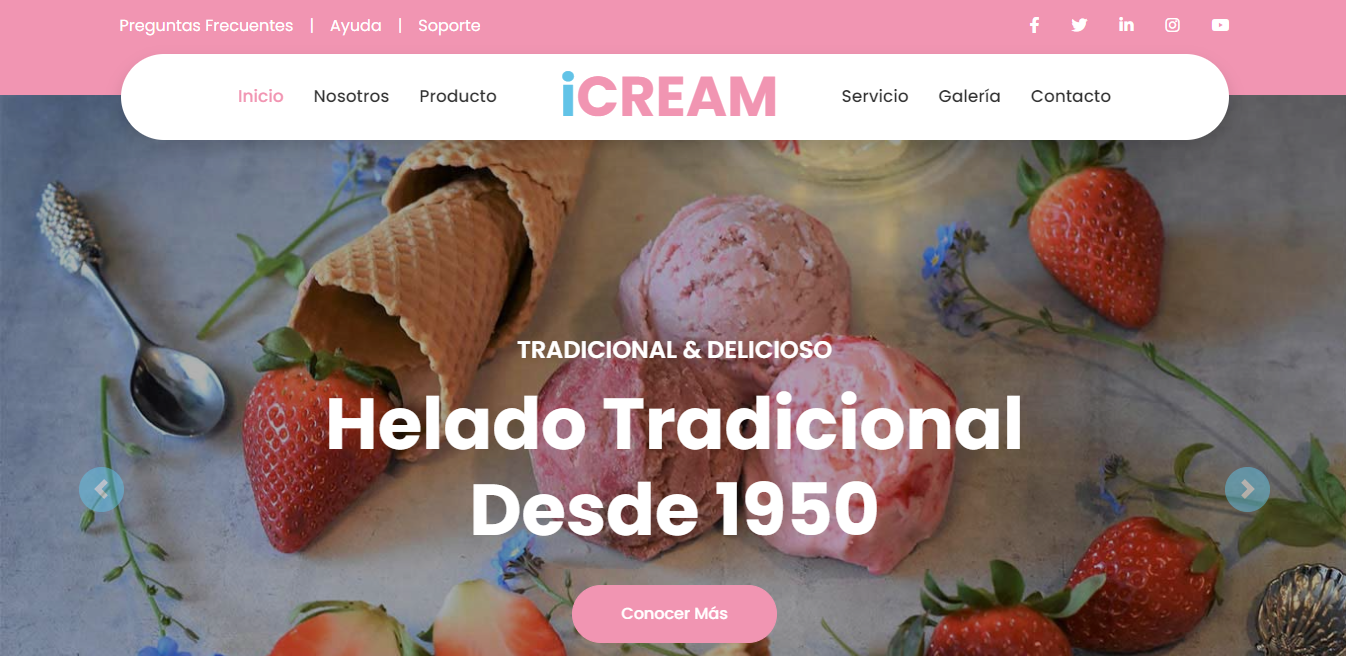 Preguntas Frecuentes | Ayuda | Soporte
Inicio Nosotros Producto iCREAM Servicio Galería Contacto
TRADICIONAL & DELICIOSO
Helado Tradicional
Desde 1950
Conocer Más